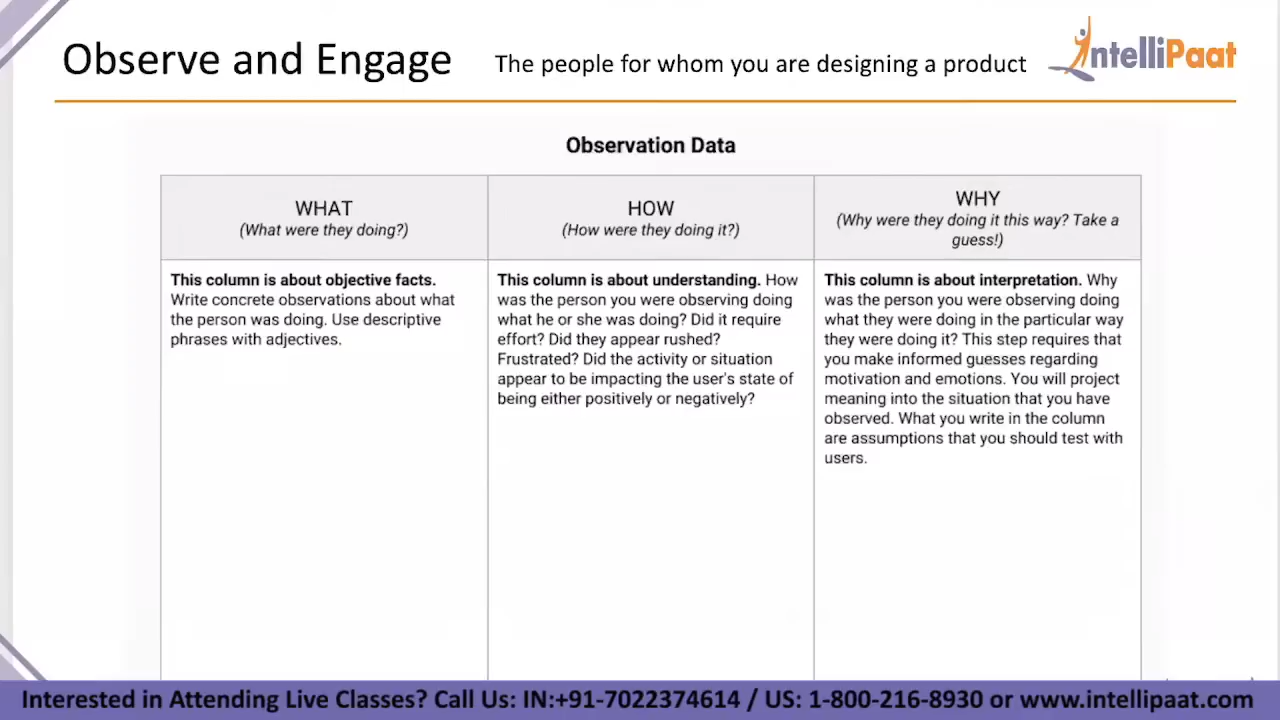 Observe and Engage
The people for whom you are designing a product
IntelliPaat
Observation Data
WHAT
(What were they doing?)
HOW
(How were they doing it?)
WHY
(Why were they doing it this way? Take a
guess!)
This column is about objective facts.
Write concrete observations about what
the person was doing. Use descriptive
phrases with adjectives.
This column is about understanding. How
was the person you were observing doing
what he or she was doing? Did it require
effort? Did they appear rushed?
Frustrated? Did the activity or situation
appear to be impacting the user's state of
being either positively or negatively?
This column is about interpretation. Why
was the person you were observing doing
what they were doing in the particular way
they were doing it? This step requires that
you make informed guesses regarding
motivation and emotions. You will project
meaning into the situation that you have
observed. What you write in the column
are assumptions that you should test with
users.
Interested in Attending Live Classes? Call Us: IN:+91-7022374614 / US: 1-800-216-8930 or www.intellipaat.com